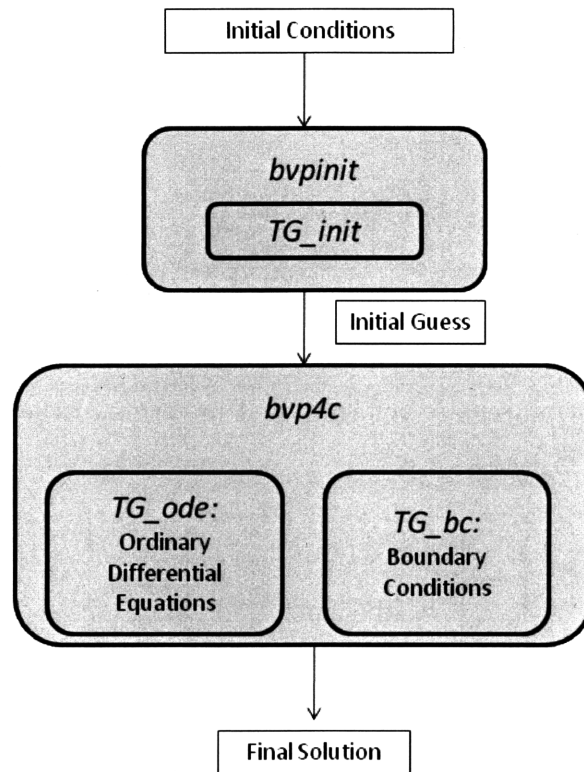 Initial Conditions
bvpinit
TG_init
Initial Guess
bvp4c
TG_ode:
Ordinary
Differential
Equations
TG_bc:
Boundary
Conditions
Final Solution